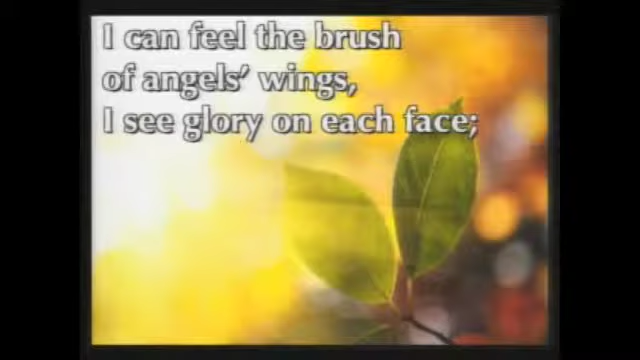 I can feel the brush
of angels’ wings,
I see glory on each face;